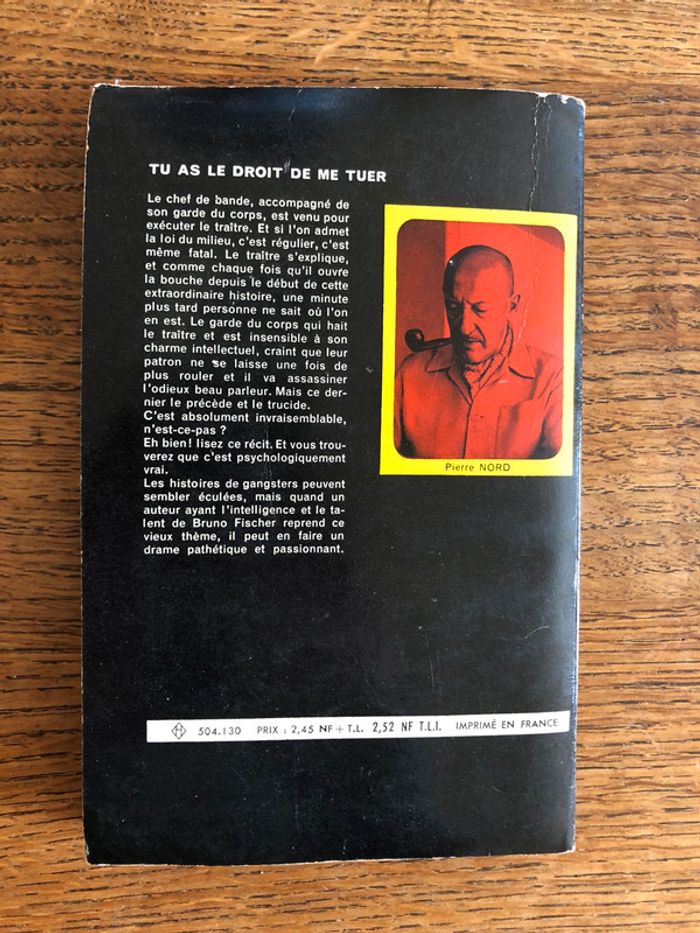 TU AS LE DROIT DE ME TUER
Le chef de bande, accompagné de
son garde du corps, est venu pour
exécuter le traître. Et si l'on admet
la loi du milieu, c'est régulier, c'est
même fatal. Le traître s'explique,
et comme chaque fois qu'il ouvre
la bouche depuis le début de cette
extraordinaire histoire, une minute
plus tard personne ne sait où l'on
en est. Le garde du corps qui hait
le traître et est insensible à son
charme intellectuel, craint que leur
patron ne se laisse une fois de
plus rouler et il va assassiner
l'odieux beau parleur. Mais ce der-
nier le précède et le trucide.
C'est absolument invraisemblable,
n'est-ce-pas ?
Eh bien! lisez ce récit. Et vous trou-
verez que c'est psychologiquement
vrai.
Les histoires de gangsters peuvent
sembler éculées, mais quand un
auteur ayant l'intelligence et le ta-
lent de Bruno Fischer reprend ce
vieux thème, il peut en faire un
drame pathétique et passionnant.
Pierre NORD
H 504.130 PRIX : 2,45 NF + T.L. 2,52 NF T.L.I. IMPRIMÉ EN FRANCE